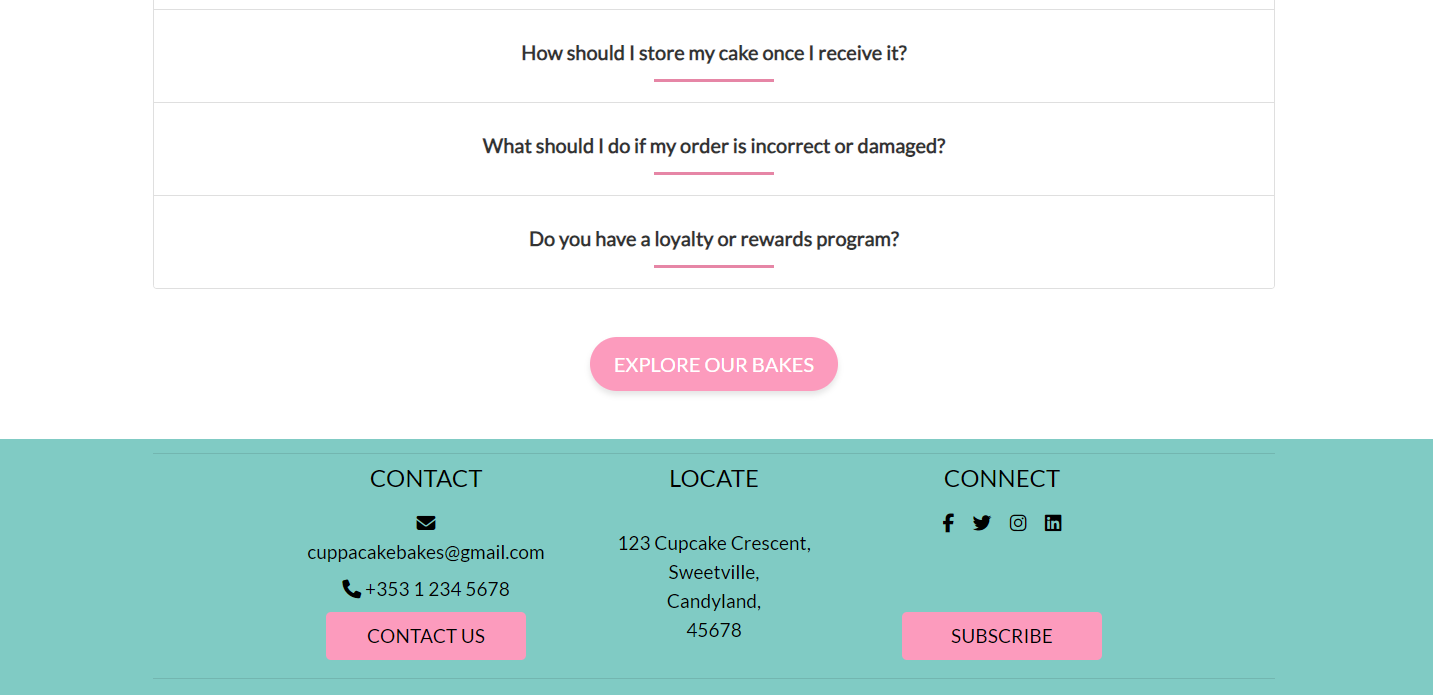 How should I store my cake once I receive it?
What should I do if my order is incorrect or damaged?
Do you have a loyalty or rewards program?
EXPLORE OUR BAKES
CONTACT
cuppacakebakes@gmail.com
+353 1 234 5678
CONTACT US
LOCATE
123 Cupcake Crescent,
Sweetville,
Candyland,
45678
CONNECT
SUBSCRIBE